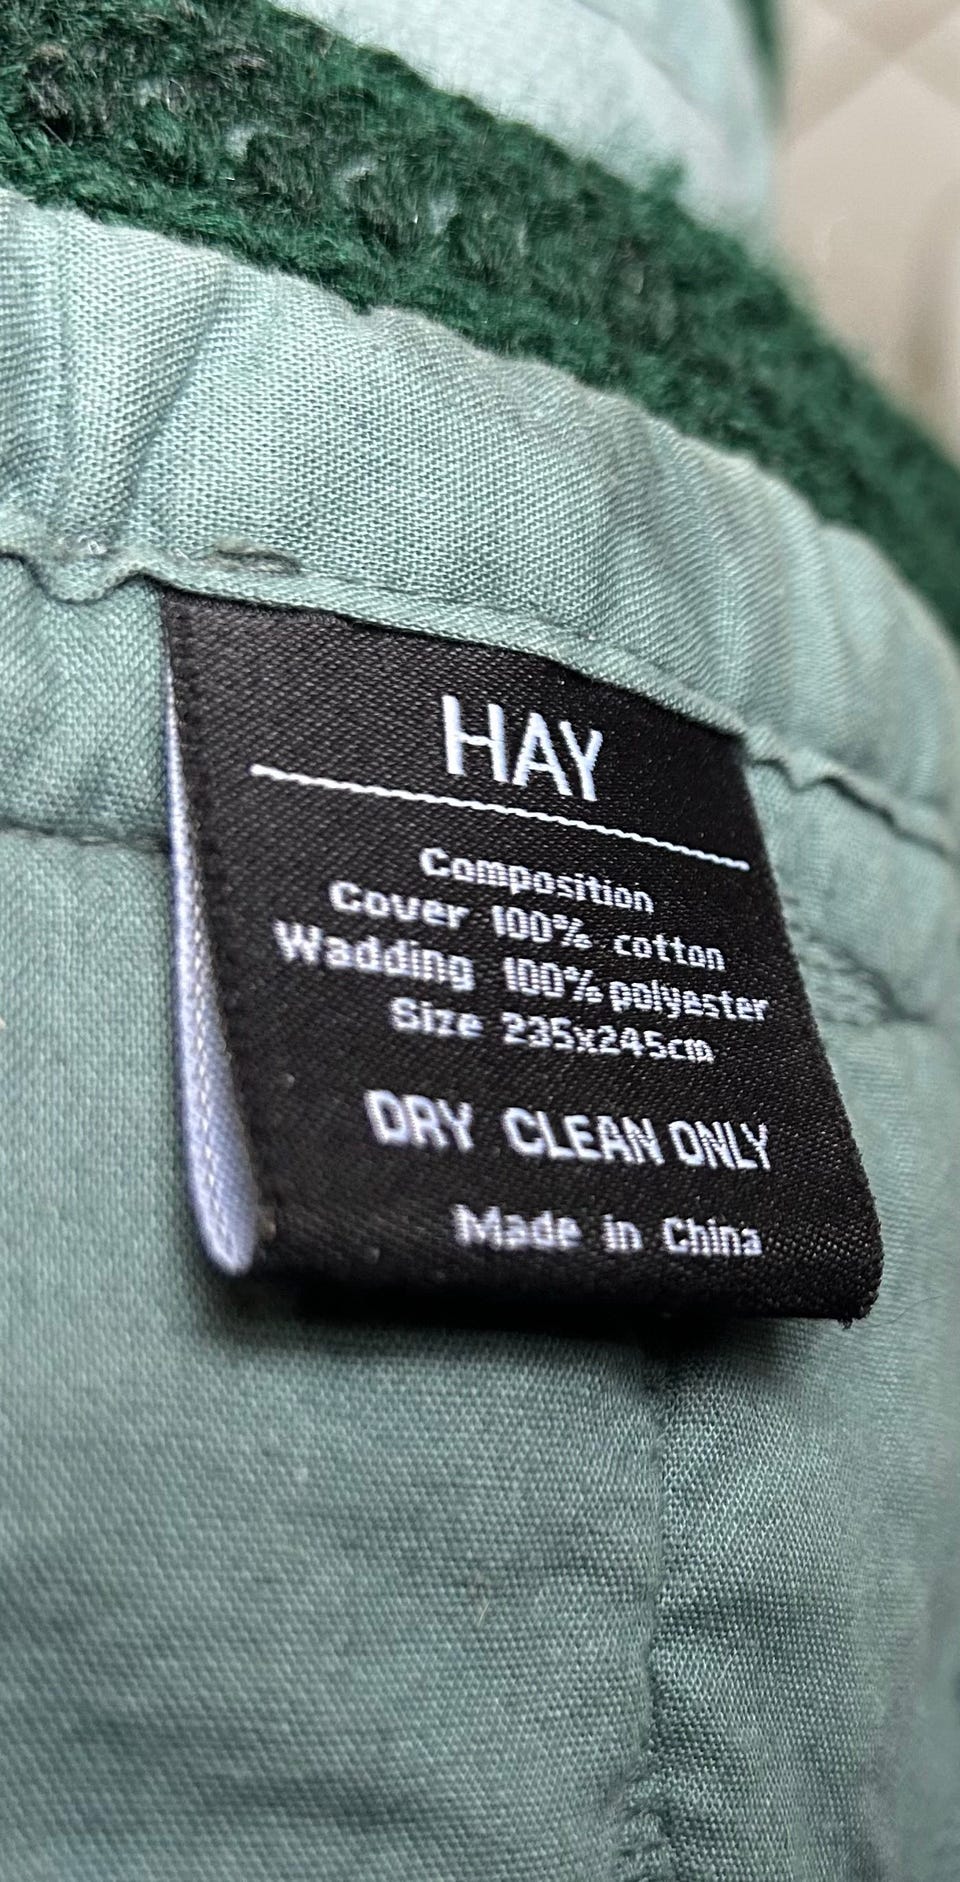 HAY
Composition
Cover 100% cotton
Wadding 100% polyester
Size 235x245cm
DRY CLEAN ONLY
Made in China